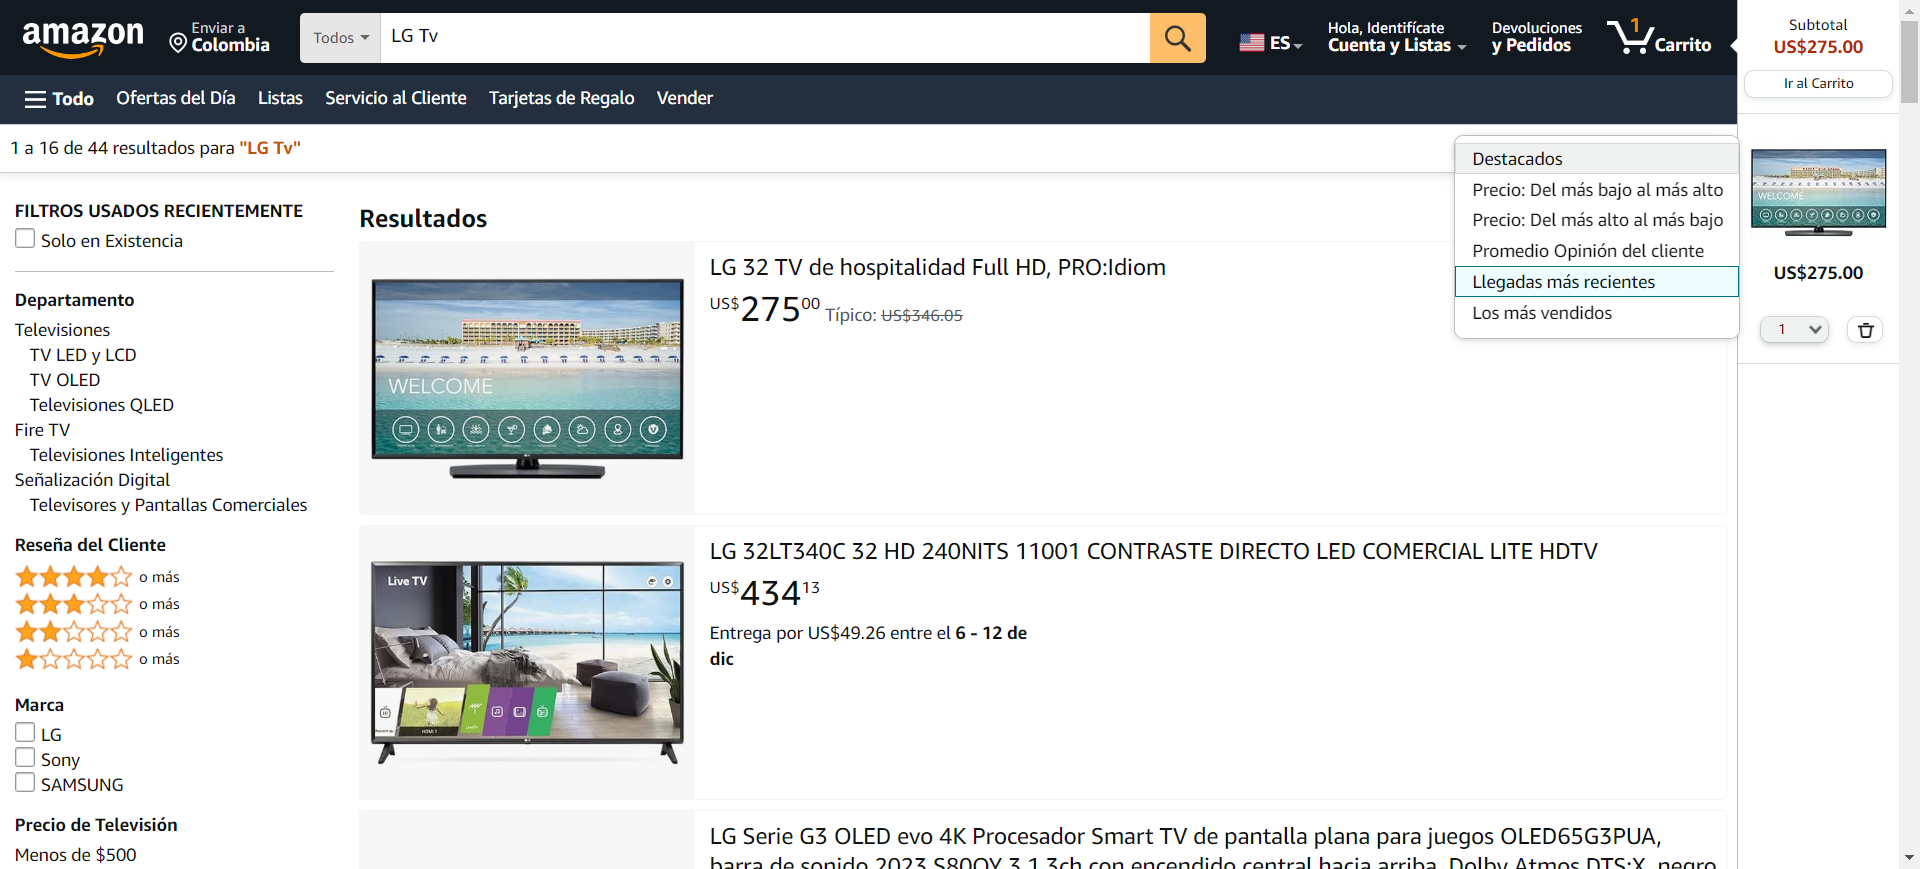 amazon
Enviar a
Colombia
Todos
LG Tv
ES
Hola, Identifícate
Cuenta y Listas
Devoluciones
y Pedidos
1
Carrito
Subtotal
US$275.00
Ir al Carrito
Todo
Ofertas del Día
Listas
Servicio al Cliente
Tarjetas de Regalo
Vender
1 a 16 de 44 resultados para "LG Tv"
Destacados
Precio: Del más bajo al más alto
Precio: Del más alto al más bajo
Promedio Opinión del cliente
Llegadas más recientes
Los más vendidos
WELCOME
US$275.00
1
FILTROS USADOS RECIENTEMENTE
Solo en Existencia
Departamento
Televisiones
TV LED y LCD
TV OLED
Televisiones QLED
Fire TV
Televisiones Inteligentes
Señalización Digital
Televisores y Pantallas Comerciales
Reseña del Cliente
o más
o más
o más
o más
Marca
LG
Sony
SAMSUNG
Precio de Televisión
Menos de $500
Resultados
WELCOME
LG 32 TV de hospitalidad Full HD, PRO:Idiom
US$27500 Típico: US$346.05
Live TV
HDMI 1
LG 32LT340C 32 HD 240NITS 11001 CONTRASTE DIRECTO LED COMERCIAL LITE HDTV
US$43413
Entrega por US$49.26 entre el 6 - 12 de
dic
LG Serie G3 OLED evo 4K Procesador Smart TV de pantalla plana para juegos OLED65G3PUA,
barra de sonido 2023 S80QY 3.1.3ch con encendido central hacia arriba, Dolby Atmos DTS:X, negro